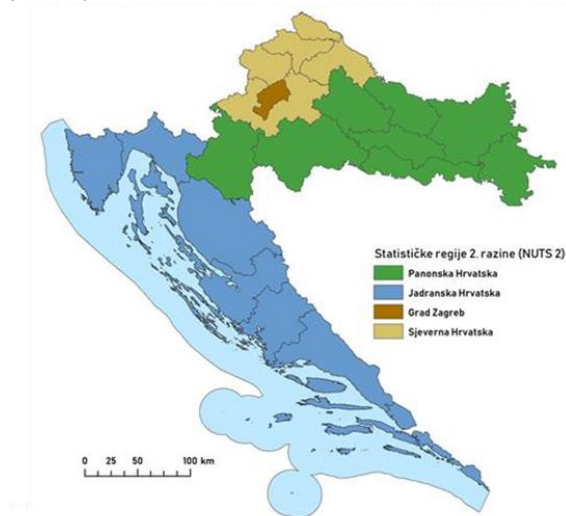 Statističke regije 2. razine (NUTS 2)
Panonska Hrvatska
Jadranska Hrvatska
Grad Zagreb
Sjeverna Hrvatska
0 25 50 100 km